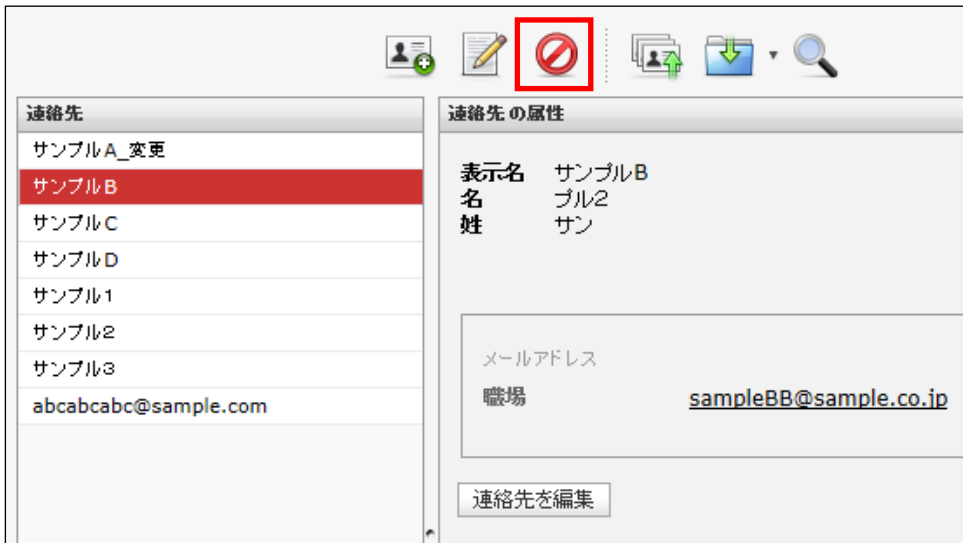 連絡先
サンプルA_変更
サンプルB
サンプルC
サンプルD
サンプル1
サンプル2
サンプル3
abcabcabc@sample.com
連絡先の属性
表示名 サンプルB
名 プル2
姓 サン
メールアドレス
職場 sampleBB@sample.co.jp
連絡先を編集